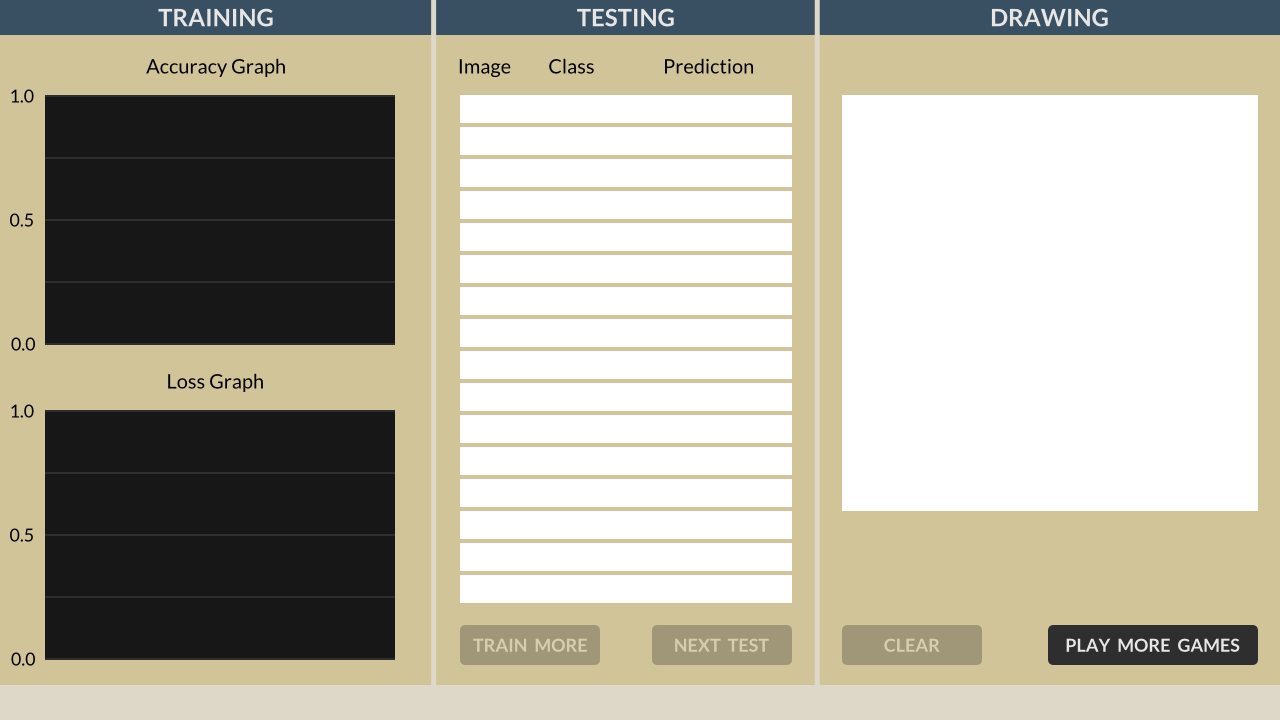 TRAINING
Accuracy Graph
1.0
0.5
0.0
Loss Graph
1.0
0.5
0.0
TESTING
Image Class Prediction
TRAIN MORE
NEXT TEST
DRAWING
CLEAR
PLAY MORE GAMES